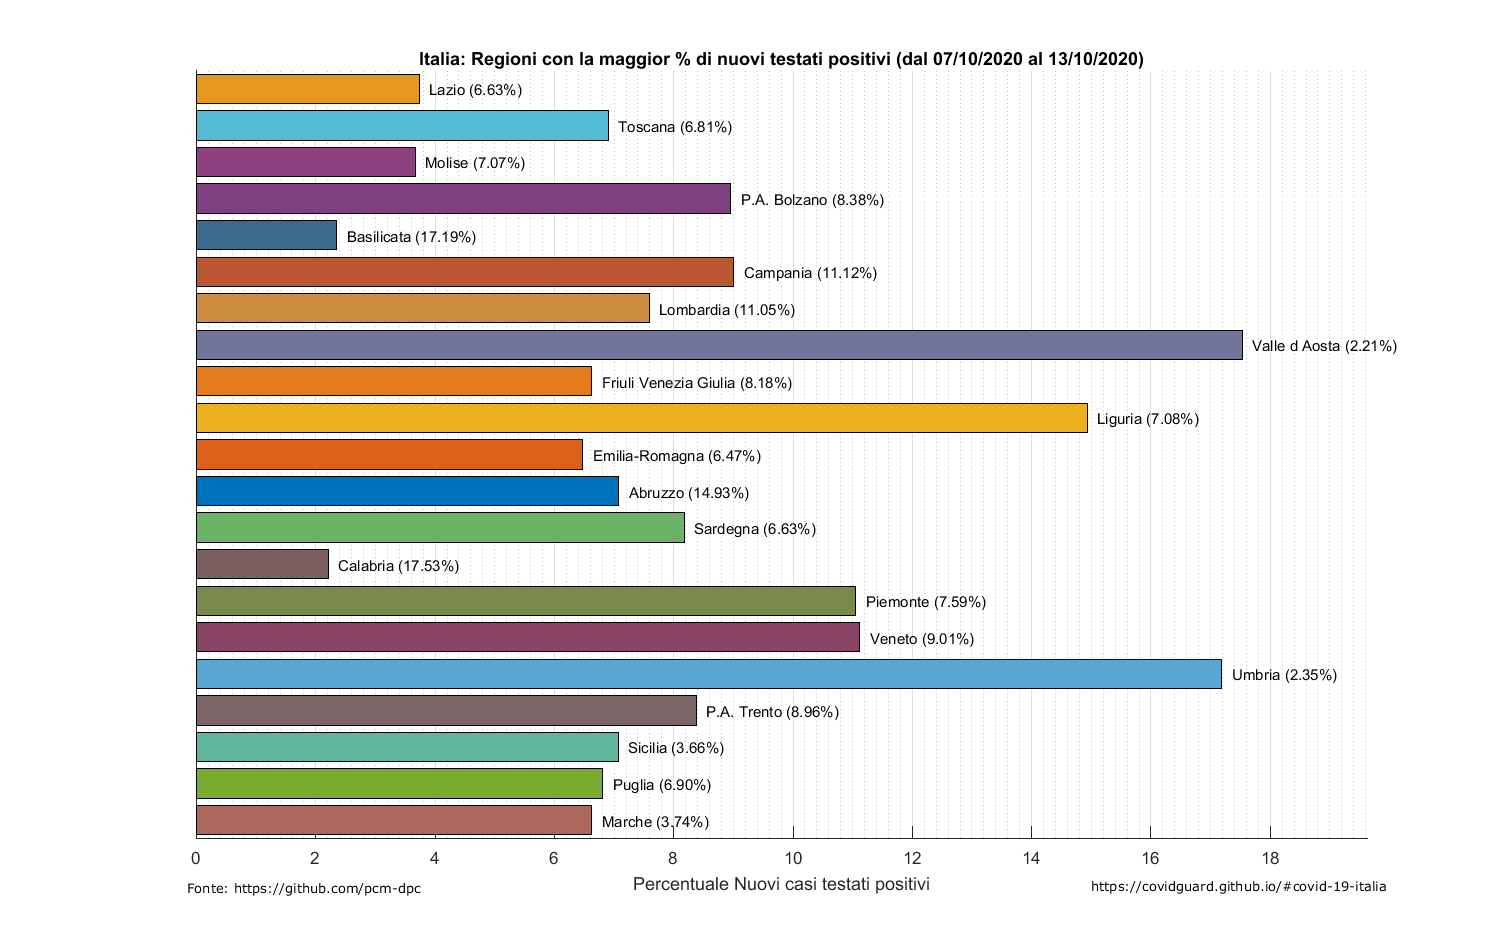 Italia: Regioni con la maggior % di nuovi testati positivi (dal 07/10/2020 al 13/10/2020)
Lazio (6.63%)
Toscana (6.81%)
Molise (7.07%)
P.A. Bolzano (8.38%)
Basilicata (17.19%)
Campania (11.12%)
Lombardia (11.05%)
Valle d Aosta (2.21%)
Friuli Venezia Giulia (8.18%)
Liguria (7.08%)
Emilia-Romagna (6.47%)
Abruzzo (14.93%)
Sardegna (6.63%)
Calabria (17.53%)
Piemonte (7.59%)
Veneto (9.01%)
Umbria (2.35%)
P.A. Trento (8.96%)
Sicilia (3.66%)
Puglia (6.90%)
Marche (3.74%)
0 2 4 6 8 10 12 14 16 18
Percentuale Nuovi casi testati positivi
Fonte: https://github.com/pcm-dpc
https://covidguard.github.io/#covid-19-italia